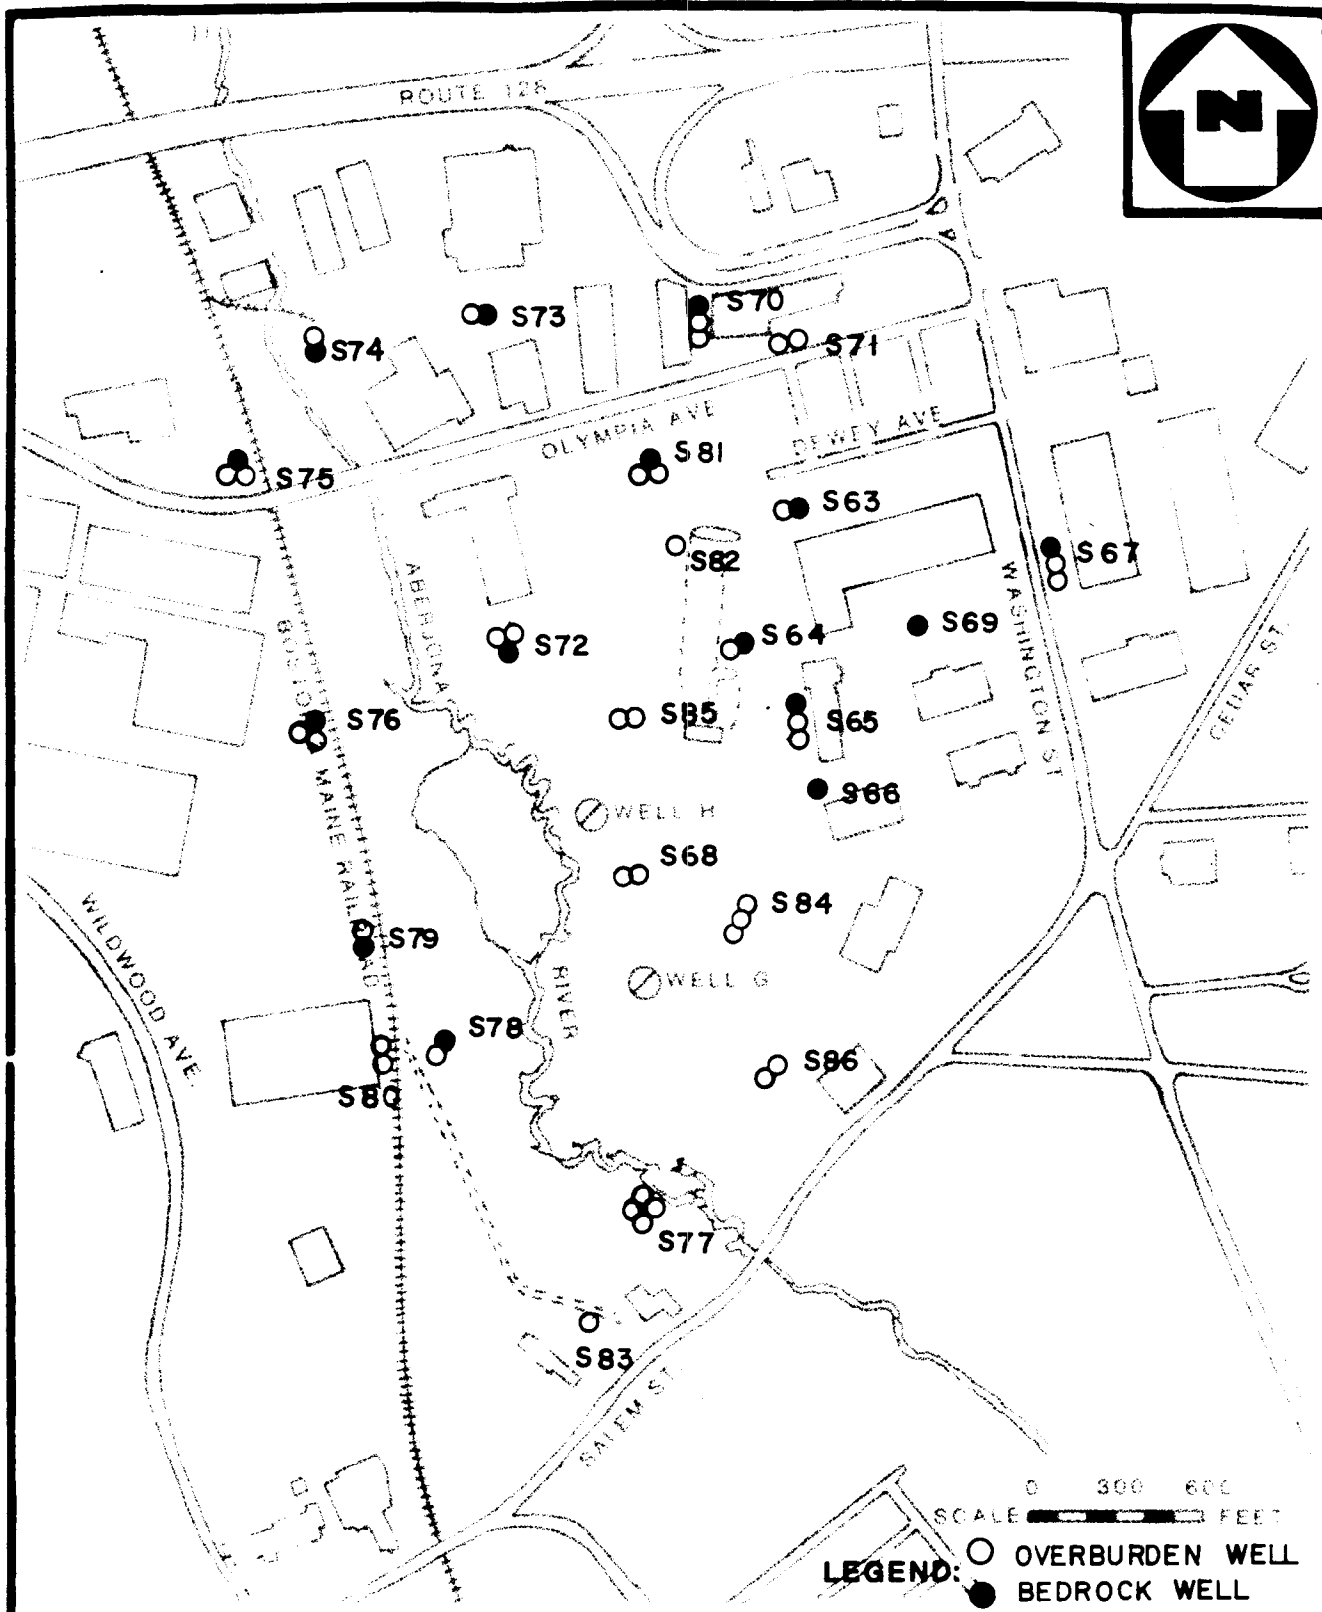 N
ROUTE 128
S70
S73
S71
S74
OLYMPIA AVE
DEWEY AVE
S81
S75
S63
S82
S67
ABERJONA
WASHINGTON ST
S69
S72
S64
CEDAR ST.
BOSTON MAINE RAILROAD
S76
S85
S65
S66
WELL H
S68
S84
WILDWOOD AVE.
S79
RIVER
WELL G
S78
S86
S80
S77
S83
SALEM ST.
0 300 600
SCALE FEET
LEGEND:
OVERBURDEN WELL
BEDROCK WELL